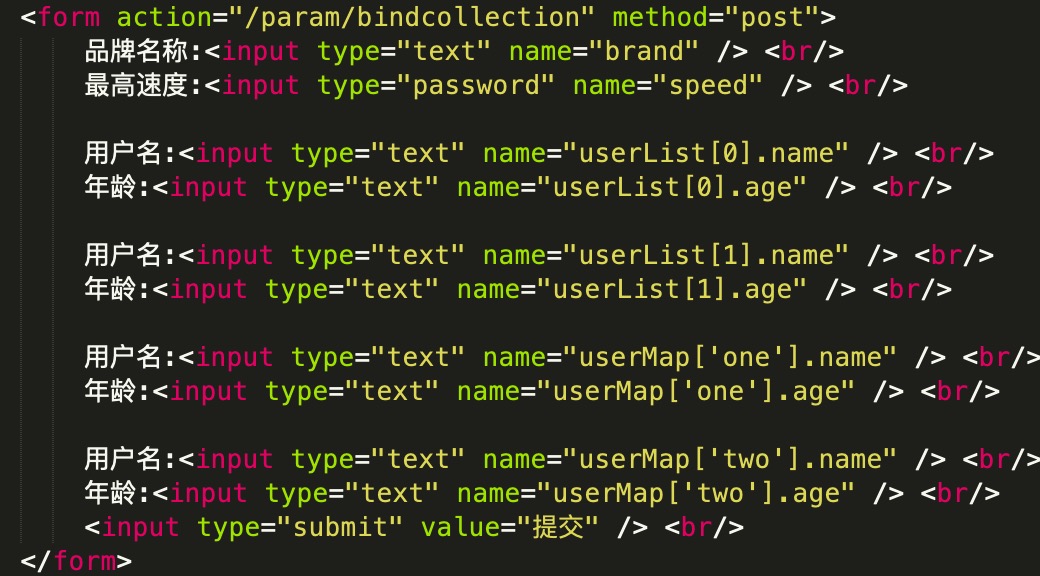 <form action="/param/bindcollection" method="post">
品牌名称:<input type="text" name="brand" /> <br/>
最高速度:<input type="password" name="speed" /> <br/>
用户名:<input type="text" name="userList[0].name" /> <br/>
年龄:<input type="text" name="userList[0].age" /> <br/>
用户名:<input type="text" name="userList[1].name" /> <br/>
年龄:<input type="text" name="userList[1].age" /> <br/>
用户名:<input type="text" name="userMap['one'].name" /> <br/>
年龄:<input type="text" name="userMap['one'].age" /> <br/>
用户名:<input type="text" name="userMap['two'].name" /> <br/>
年龄:<input type="text" name="userMap['two'].age" /> <br/>
<input type="submit" value="提交" /> <br/>
</form>